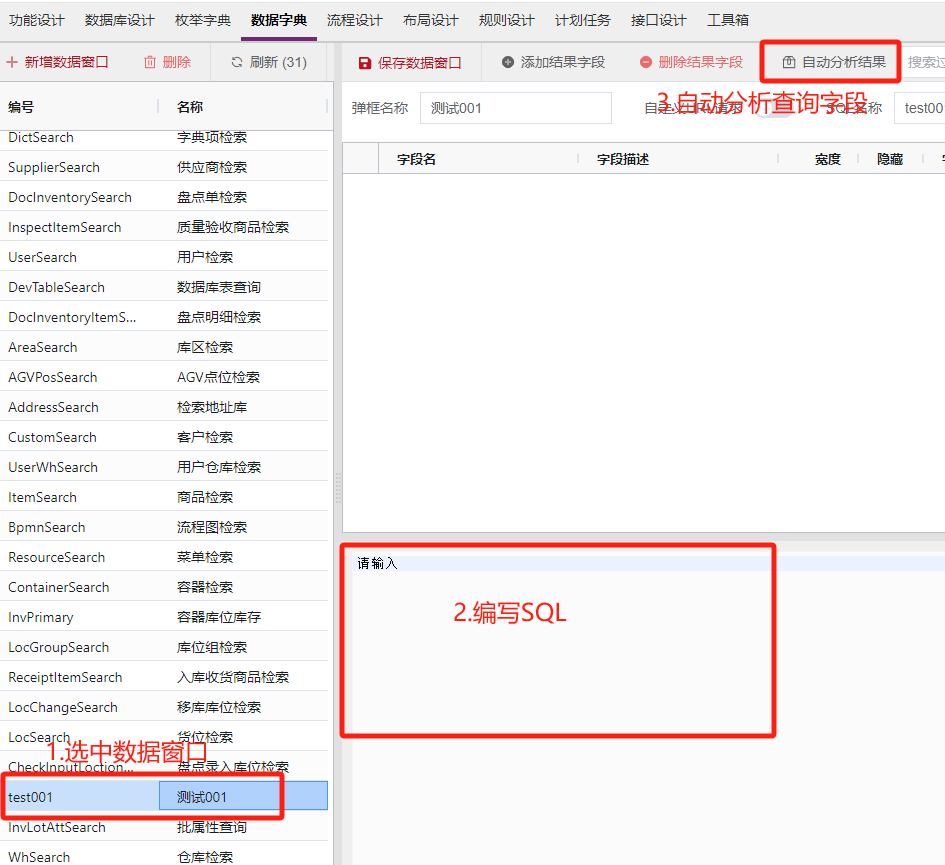 功能设计 数据库设计 枚举字典 数据字典 流程设计 布局设计 规则设计 计划任务 接口设计 工具箱
新增数据窗口 删除 刷新 (31) 保存数据窗口 添加结果字段 删除结果字段 自动分析结果 搜索过
3.自动分析查询字段
编号 名称
弹框名称 测试001 自定义URL请求 SQL名称 test00
字段名 字段描述 宽度 隐藏
DictSearch 字典项检索
SupplierSearch 供应商检索
DocInventorySearch 盘点单检索
InspectItemSearch 质量验收商品检索
UserSearch 用户检索
DevTableSearch 数据库表查询
DocInventoryItemS... 盘点明细检索
AreaSearch 库区检索
AGVPosSearch AGV点位检索
AddressSearch 检索地址库
CustomSearch 客户检索
UserWhSearch 用户仓库检索
ItemSearch 商品检索
BpmnSearch 流程图检索
ResourceSearch 菜单检索
ContainerSearch 容器检索
InvPrimary 容器库位库存
LocGroupSearch 库位组检索
ReceiptItemSearch 入库收货商品检索
LocChangeSearch 移库库位检索
LocSearch 货位检索
1.选中数据窗口
CheckInputLoction... 盘点录入库位检索
test001 测试001
InvLotAttSearch 批属性查询
WhSearch 仓库检索
请输入
2.编写SQL